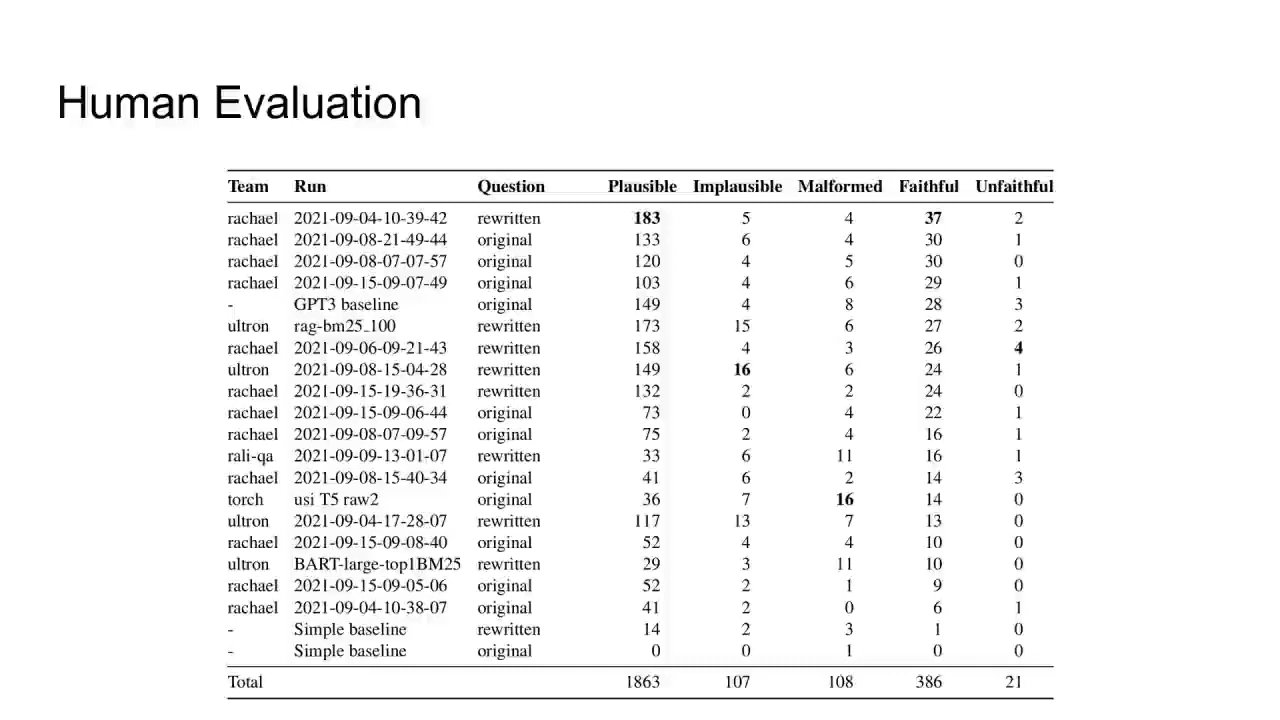 Human Evaluation
Team Run Question Plausible Implausible Malformed Faithful Unfaithful
rachael 2021-09-04-10-39-42 rewritten 183 5 4 37 2
rachael 2021-09-08-21-49-44 original 133 6 4 30 1
rachael 2021-09-08-07-07-57 original 120 4 5 30 0
rachael 2021-09-15-09-07-49 original 103 4 6 29 1
- GPT3 baseline original 149 4 8 28 3
ultron rag-bm25_100 rewritten 173 15 6 27 2
rachael 2021-09-06-09-21-43 rewritten 158 4 3 26 4
ultron 2021-09-08-15-04-28 rewritten 149 16 6 24 1
rachael 2021-09-15-19-36-31 rewritten 132 2 2 24 0
rachael 2021-09-15-09-06-44 original 73 0 4 22 1
rachael 2021-09-08-07-09-57 original 75 2 4 16 1
rali-qa 2021-09-09-13-01-07 rewritten 33 6 11 16 1
rachael 2021-09-08-15-40-34 original 41 6 2 14 3
torch usi T5 raw2 original 36 7 16 14 0
ultron 2021-09-04-17-28-07 rewritten 117 13 7 13 0
rachael 2021-09-15-09-08-40 original 52 4 4 10 0
ultron BART-large-top1BM25 rewritten 29 3 11 10 0
rachael 2021-09-15-09-05-06 original 52 2 1 9 0
rachael 2021-09-04-10-38-07 original 41 2 0 6 1
- Simple baseline rewritten 14 2 3 1 0
- Simple baseline original 0 0 1 0 0
Total 1863 107 108 386 21